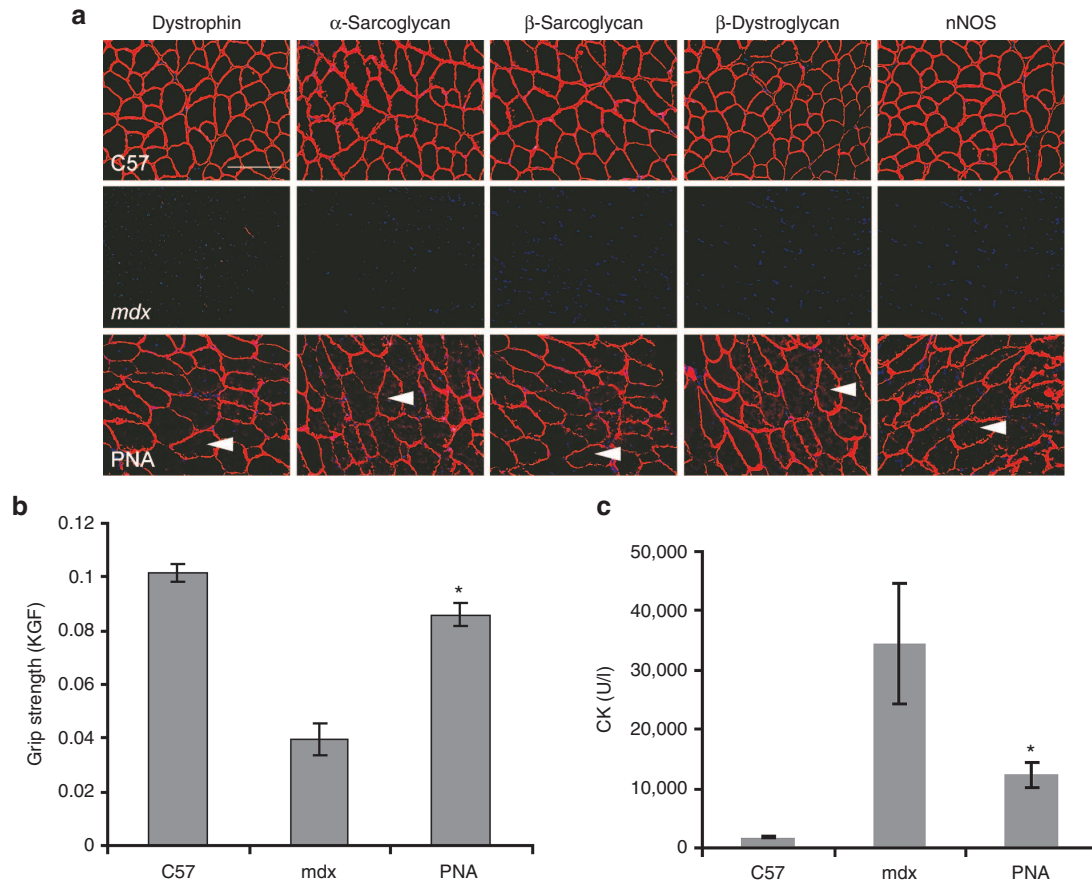 a
Dystrophin α-Sarcoglycan β-Sarcoglycan β-Dystroglycan nNOS
C57
mdx
PNA
b
0.12
0.1
0.08
0.06
0.04
0.02
0
Grip strength (KGF)
*
C57 mdx PNA
c
50,000
40,000
30,000
20,000
10,000
0
CK (U/l)
*
C57 mdx PNA